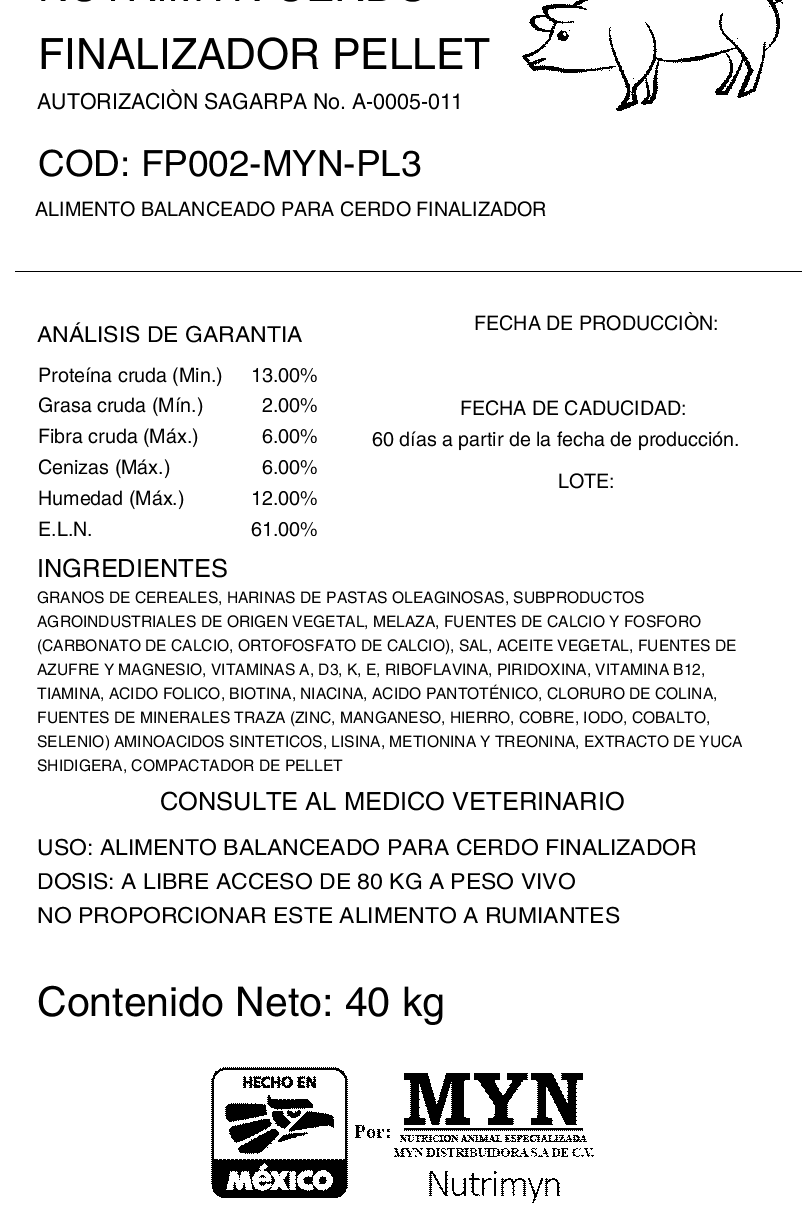 FINALIZADOR PELLET
AUTORIZACIÒN SAGARPA No. A-0005-011
COD: FP002-MYN-PL3
ALIMENTO BALANCEADO PARA CERDO FINALIZADOR
FECHA DE PRODUCCIÒN:
ANÁLISIS DE GARANTIA
Proteína cruda (Min.) 13.00%
Grasa cruda (Mín.) 2.00%
Fibra cruda (Máx.) 6.00%
Cenizas (Máx.) 6.00%
Humedad (Máx.) 12.00%
E.L.N. 61.00%
FECHA DE CADUCIDAD:
60 días a partir de la fecha de producción.
LOTE:
INGREDIENTES
GRANOS DE CEREALES, HARINAS DE PASTAS OLEAGINOSAS, SUBPRODUCTOS
AGROINDUSTRIALES DE ORIGEN VEGETAL, MELAZA, FUENTES DE CALCIO Y FOSFORO
(CARBONATO DE CALCIO, ORTOFOSFATO DE CALCIO), SAL, ACEITE VEGETAL, FUENTES DE
AZUFRE Y MAGNESIO, VITAMINAS A, D3, K, E, RIBOFLAVINA, PIRIDOXINA, VITAMINA B12,
TIAMINA, ACIDO FOLICO, BIOTINA, NIACINA, ACIDO PANTOTÉNICO, CLORURO DE COLINA,
FUENTES DE MINERALES TRAZA (ZINC, MANGANESO, HIERRO, COBRE, IODO, COBALTO,
SELENIO) AMINOACIDOS SINTETICOS, LISINA, METIONINA Y TREONINA, EXTRACTO DE YUCA
SHIDIGERA, COMPACTADOR DE PELLET
CONSULTE AL MEDICO VETERINARIO
USO: ALIMENTO BALANCEADO PARA CERDO FINALIZADOR
DOSIS: A LIBRE ACCESO DE 80 KG A PESO VIVO
NO PROPORCIONAR ESTE ALIMENTO A RUMIANTES
Contenido Neto: 40 kg
HECHO EN
MéXICO
Por:
MYN
NUTRICION ANIMAL ESPECIALIZADA
MYN DISTRIBUIDORA S.A DE C.V.
Nutrimyn